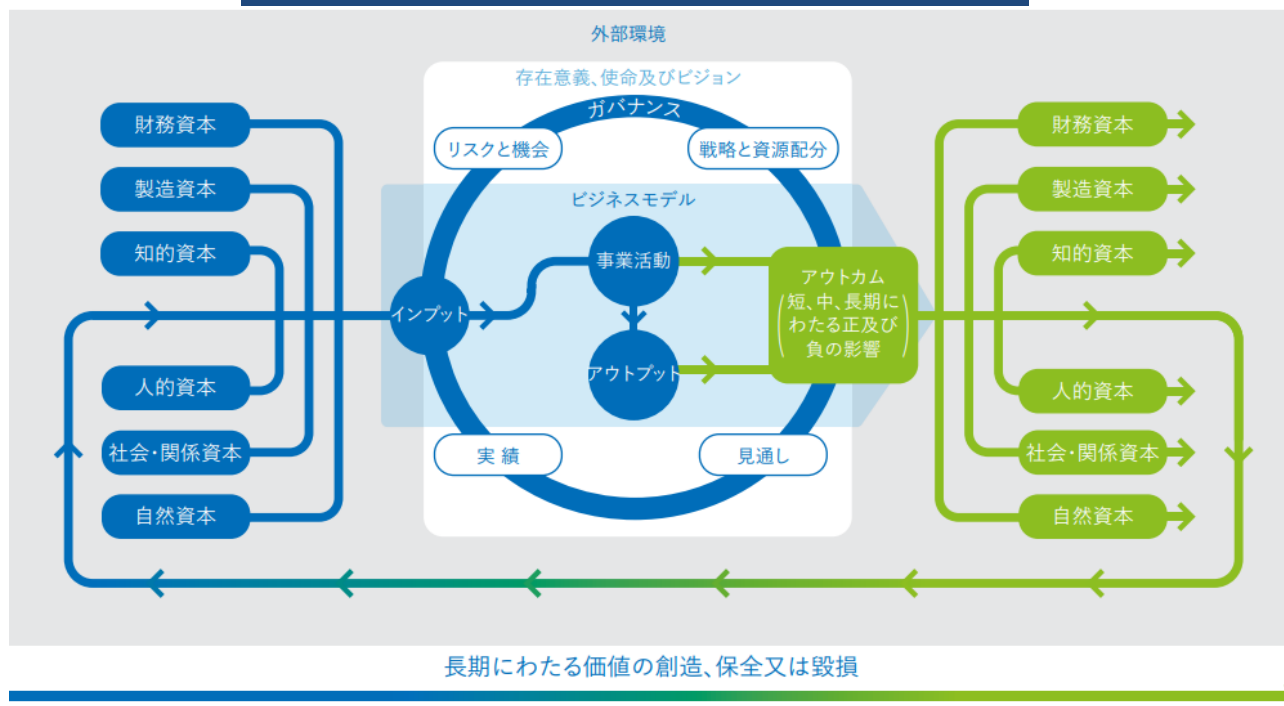 外部環境
存在意義、使命及びビジョン
ガバナンス
リスクと機会
戦略と資源配分
財務資本
製造資本
知的資本
人的資本
社会・関係資本
自然資本
インプット
ビジネスモデル
事業活動
アウトプット
アウトカム
(短、中、長期に
わたる正及び
負の影響)
実 績
見通し
財務資本
製造資本
知的資本
人的資本
社会・関係資本
自然資本
長期にわたる価値の創造、保全又は毀損